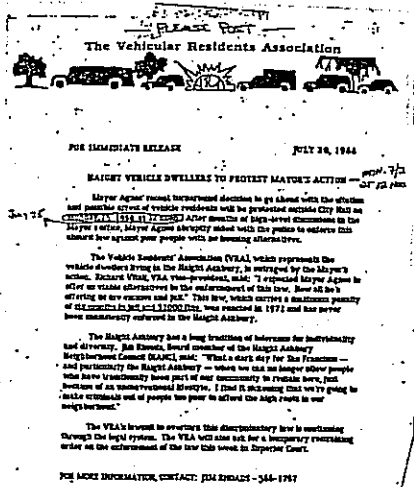 PLEASE POST
The Vehicular Residents Association
FOR IMMEDIATE RELEASE
HAIGHT VEHICLE DWELLERS TO PROTEST MAYOR'S ACTION
Mayor Agnos' recent turnaround decision to go ahead with the citation
and possible arrest of vehicle residents will be protested outside City Hall on
July 25
After months of high-level discussions in the
Mayor's office, Mayor Agnos abruptly sided with the police to enforce this
absurd law against poor people with no housing alternatives.
The Vehicle Residents' Association (VRA), which represents the
vehicle dwellers living in the Haight Ashbury, is outraged by the Mayor's
action. Richard VRA vice-president, said: "I expected Mayor Agnos to
offer us viable alternatives to the enforcement of this law. Now all he's
offering us are excuses and jail." This law, which carries a maximum penalty
of six months in jail and $1000 fine, was enacted in 1971 and has never
been enforced in the Haight Ashbury.
The Haight Ashbury has a long tradition of tolerance for individuality
and diversity. Jim Rhoads, Board member of the Haight Ashbury
Neighborhood Council (HANC), said: "What a dark day for San Francisco —
and particularly the Haight Ashbury — when we can no longer allow people
who have traditionally been part of our community to remain here, just
because of an unconventional lifestyle. I find it sickening that we're going to
make criminals out of people too poor to afford the high rents in our
neighborhood."
The VRA's lawsuit to overturn this discriminatory law is continuing
through the legal system. The VRA will also ask for a temporary restraining
order on the enforcement of the law this week in Superior Court.
FOR MORE INFORMATION, CONTACT: JIM RHOADS -